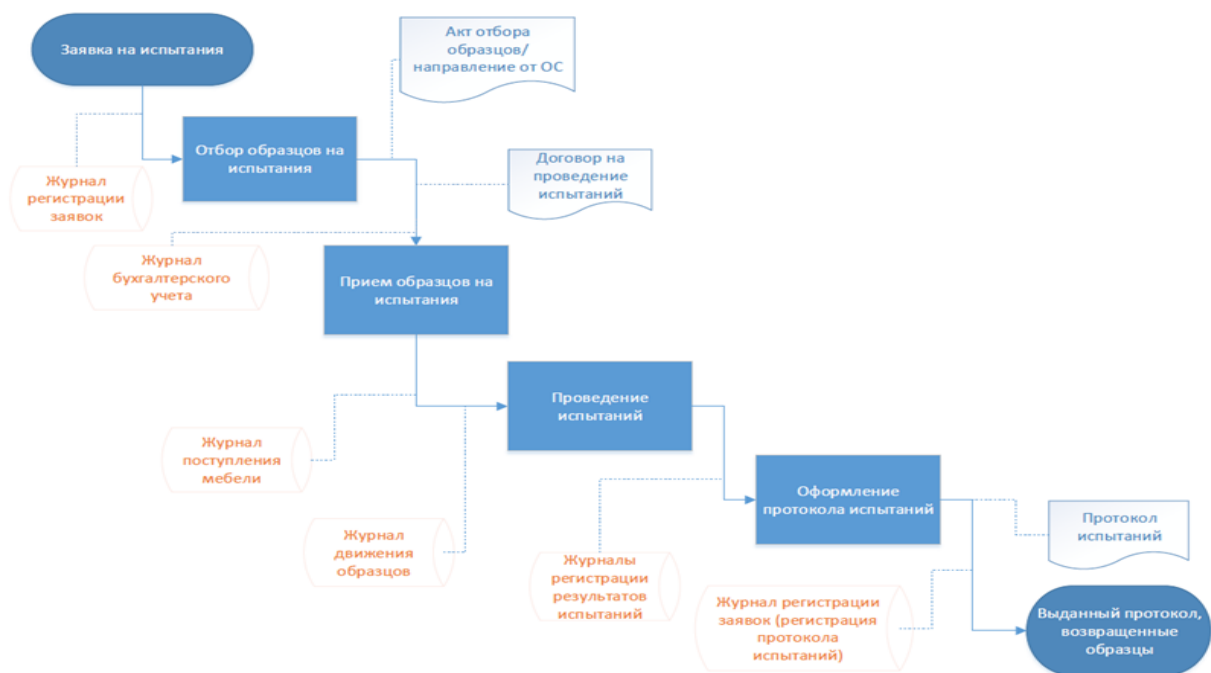 Заявка на испытания
Акт отбора
образцов/
направление от ОС
Отбор образцов на
испытания
Договор на
проведение
испытаний
Журнал
регистрации
заявок
Журнал
бухгалтерского
учета
Прием образцов на
испытания
Проведение
испытаний
Журнал
поступления
мебели
Оформление
протокола испытаний
Протокол
испытаний
Журнал
движения
образцов
Журналы
регистрации
результатов
испытаний
Журнал регистрации
заявок (регистрация
протокола
испытаний)
Выданный протокол,
возвращенные
образцы